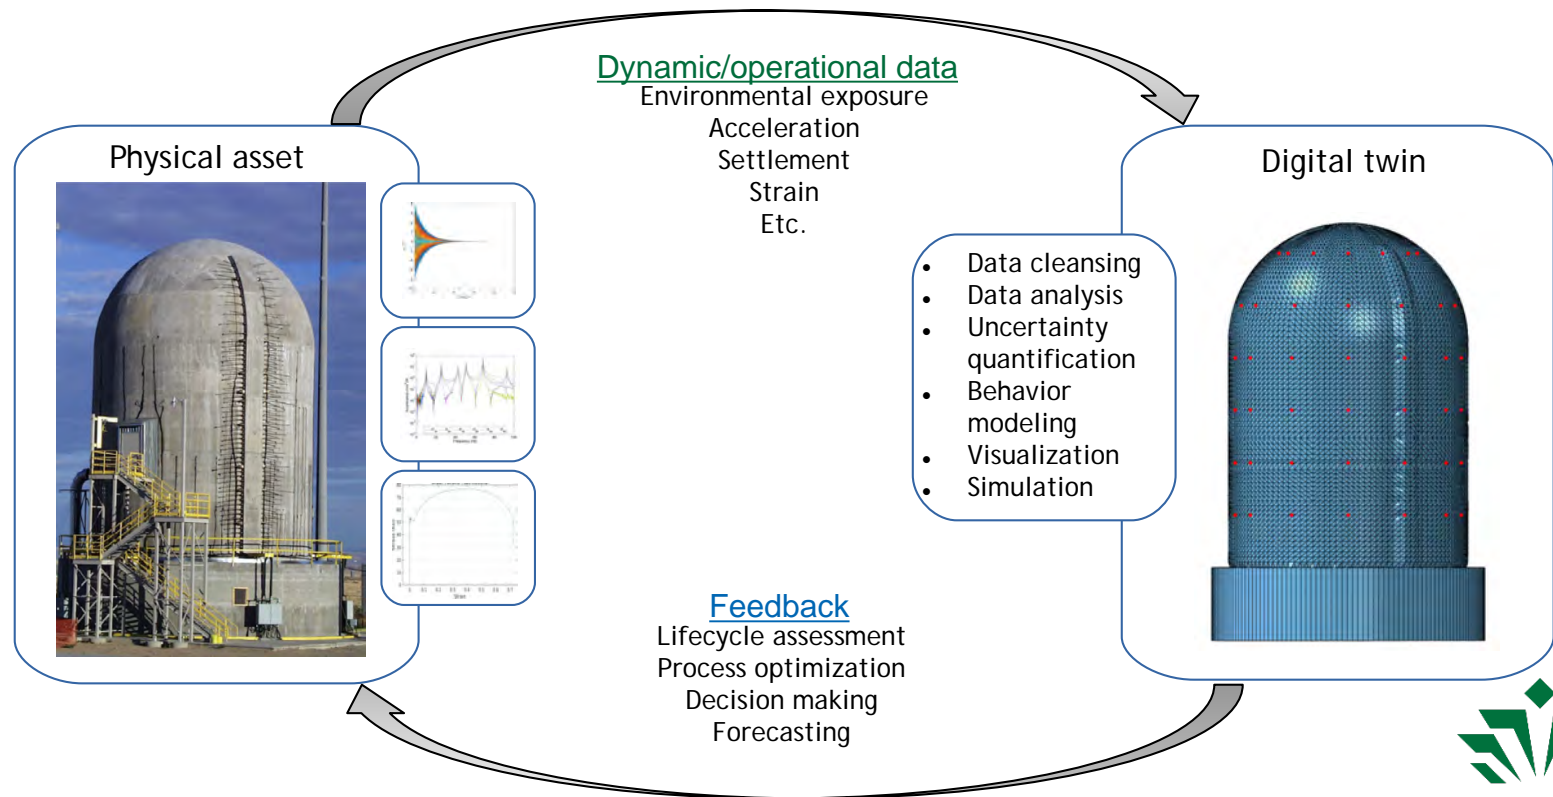 Dynamic/operational data
Environmental exposure
Acceleration
Settlement
Strain
Etc.
Physical asset
Digital twin
• Data cleansing
• Data analysis
• Uncertainty
quantification
• Behavior
modeling
• Visualization
• Simulation
Feedback
Lifecycle assessment
Process optimization
Decision making
Forecasting